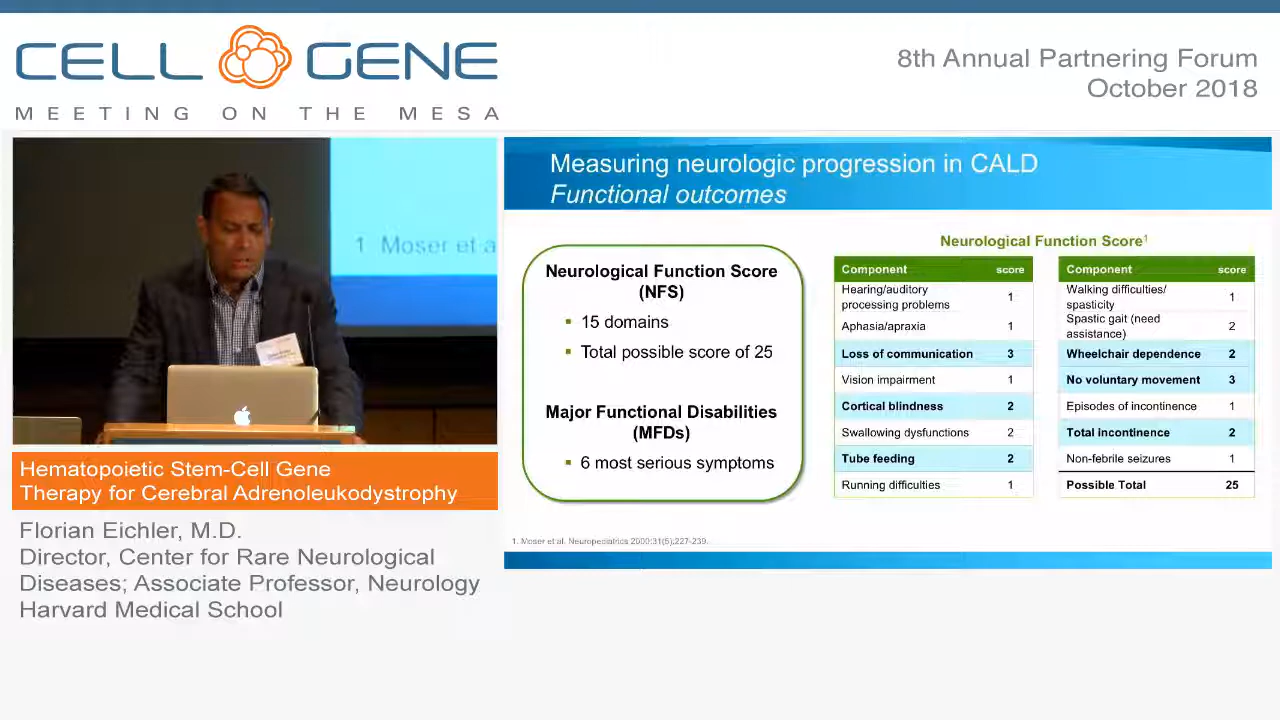 CELL GENE
MEETING ON THE MESA
8th Annual Partnering Forum
October 2018
1 Moser et a
Hematopoietic Stem-Cell Gene
Therapy for Cerebral Adrenoleukodystrophy
Florian Eichler, M.D.
Director, Center for Rare Neurological
Diseases; Associate Professor, Neurology
Harvard Medical School
Measuring neurologic progression in CALD
Functional outcomes
Neurological Function Score
(NFS)
▪ 15 domains
▪ Total possible score of 25
Major Functional Disabilities
(MFDs)
▪ 6 most serious symptoms
Neurological Function Score1
Component score
Hearing/auditory
processing problems 1
Aphasia/apraxia 1
Loss of communication 3
Vision impairment 1
Cortical blindness 2
Swallowing dysfunctions 2
Tube feeding 2
Running difficulties 1
Component score
Walking difficulties/
spasticity 1
Spastic gait (need
assistance) 2
Wheelchair dependence 2
No voluntary movement 3
Episodes of incontinence 1
Total incontinence 2
Non-febrile seizures 1
Possible Total 25
1. Moser et al. Neuropediatrics 2000;31(5);227-239.